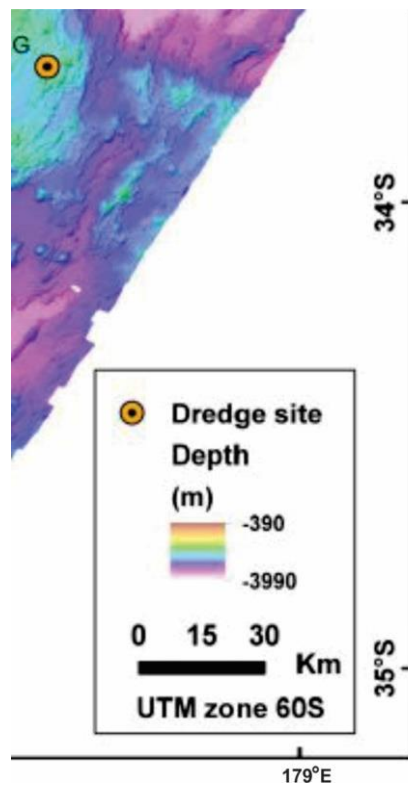 G
34°S
Dredge site
Depth
(m)
-390
-3990
0 15 30
Km
UTM zone 60S
35°S
179°E